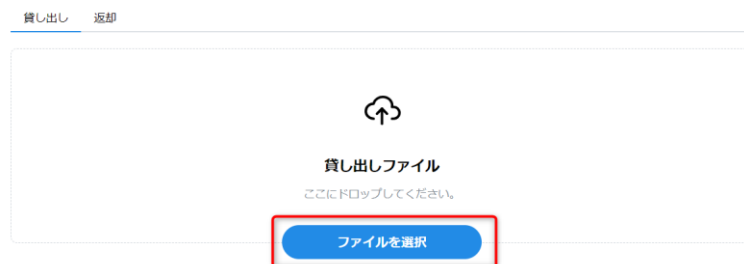 貸し出し 返却
貸し出しファイル
ここにドロップしてください。
ファイルを選択